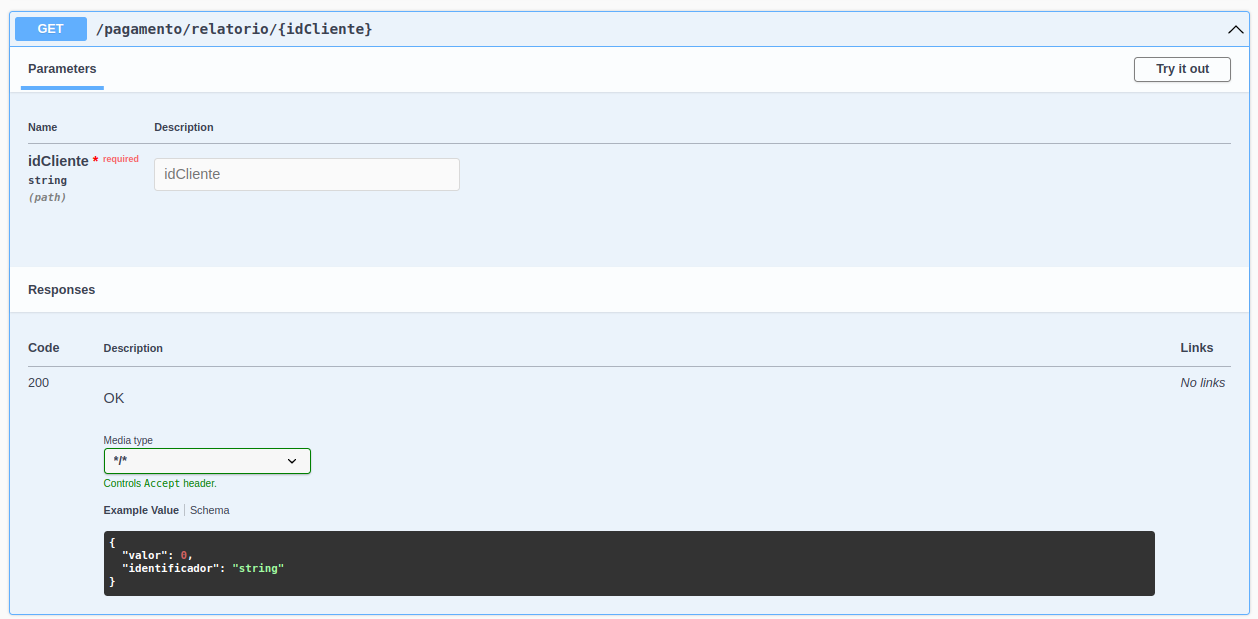 GET /pagamento/relatorio/{idCliente}
Parameters
Try it out
Name Description
idCliente * required
string
(path)
idCliente
Responses
Code Description Links
200
OK
No links
Media type
*/*
Controls Accept header.
Example Value Schema
{
"valor": 0,
"identificador": "string"
}